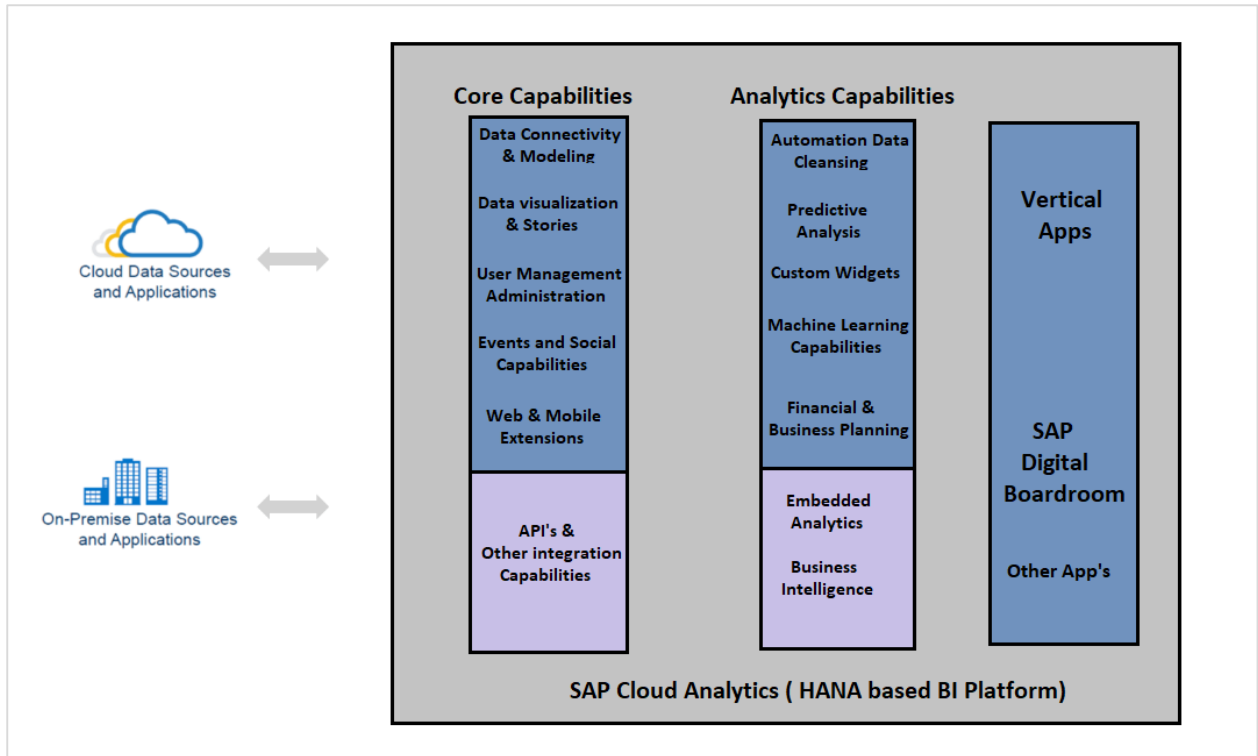 Cloud Data Sources
and Applications
On-Premise Data Sources
and Applications
Core Capabilities
Data Connectivity
& Modeling
Data visualization
& Stories
User Management
Administration
Events and Social
Capabilities
Web & Mobile
Extensions
API's &
Other integration
Capabilities
Analytics Capabilities
Automation Data
Cleansing
Predictive
Analysis
Custom Widgets
Machine Learning
Capabilities
Financial &
Business Planning
Embedded
Analytics
Business
Intelligence
Vertical
Apps
SAP
Digital
Boardroom
Other App's
SAP Cloud Analytics ( HANA based BI Platform)